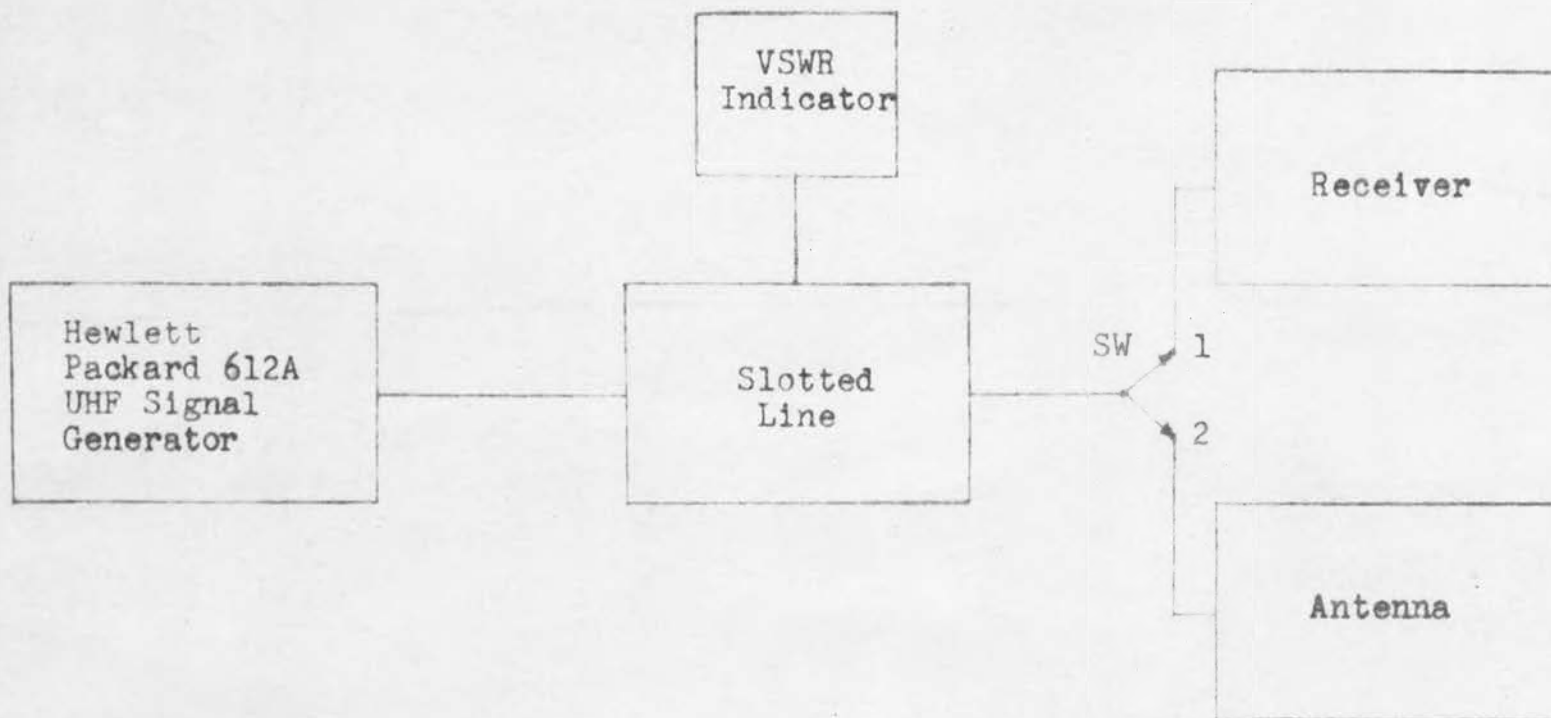 VSWR
Indicator
Receiver
Hewlett
Packard 612A
UHF Signal
Generator
Slotted
Line
SW
1
2
Antenna